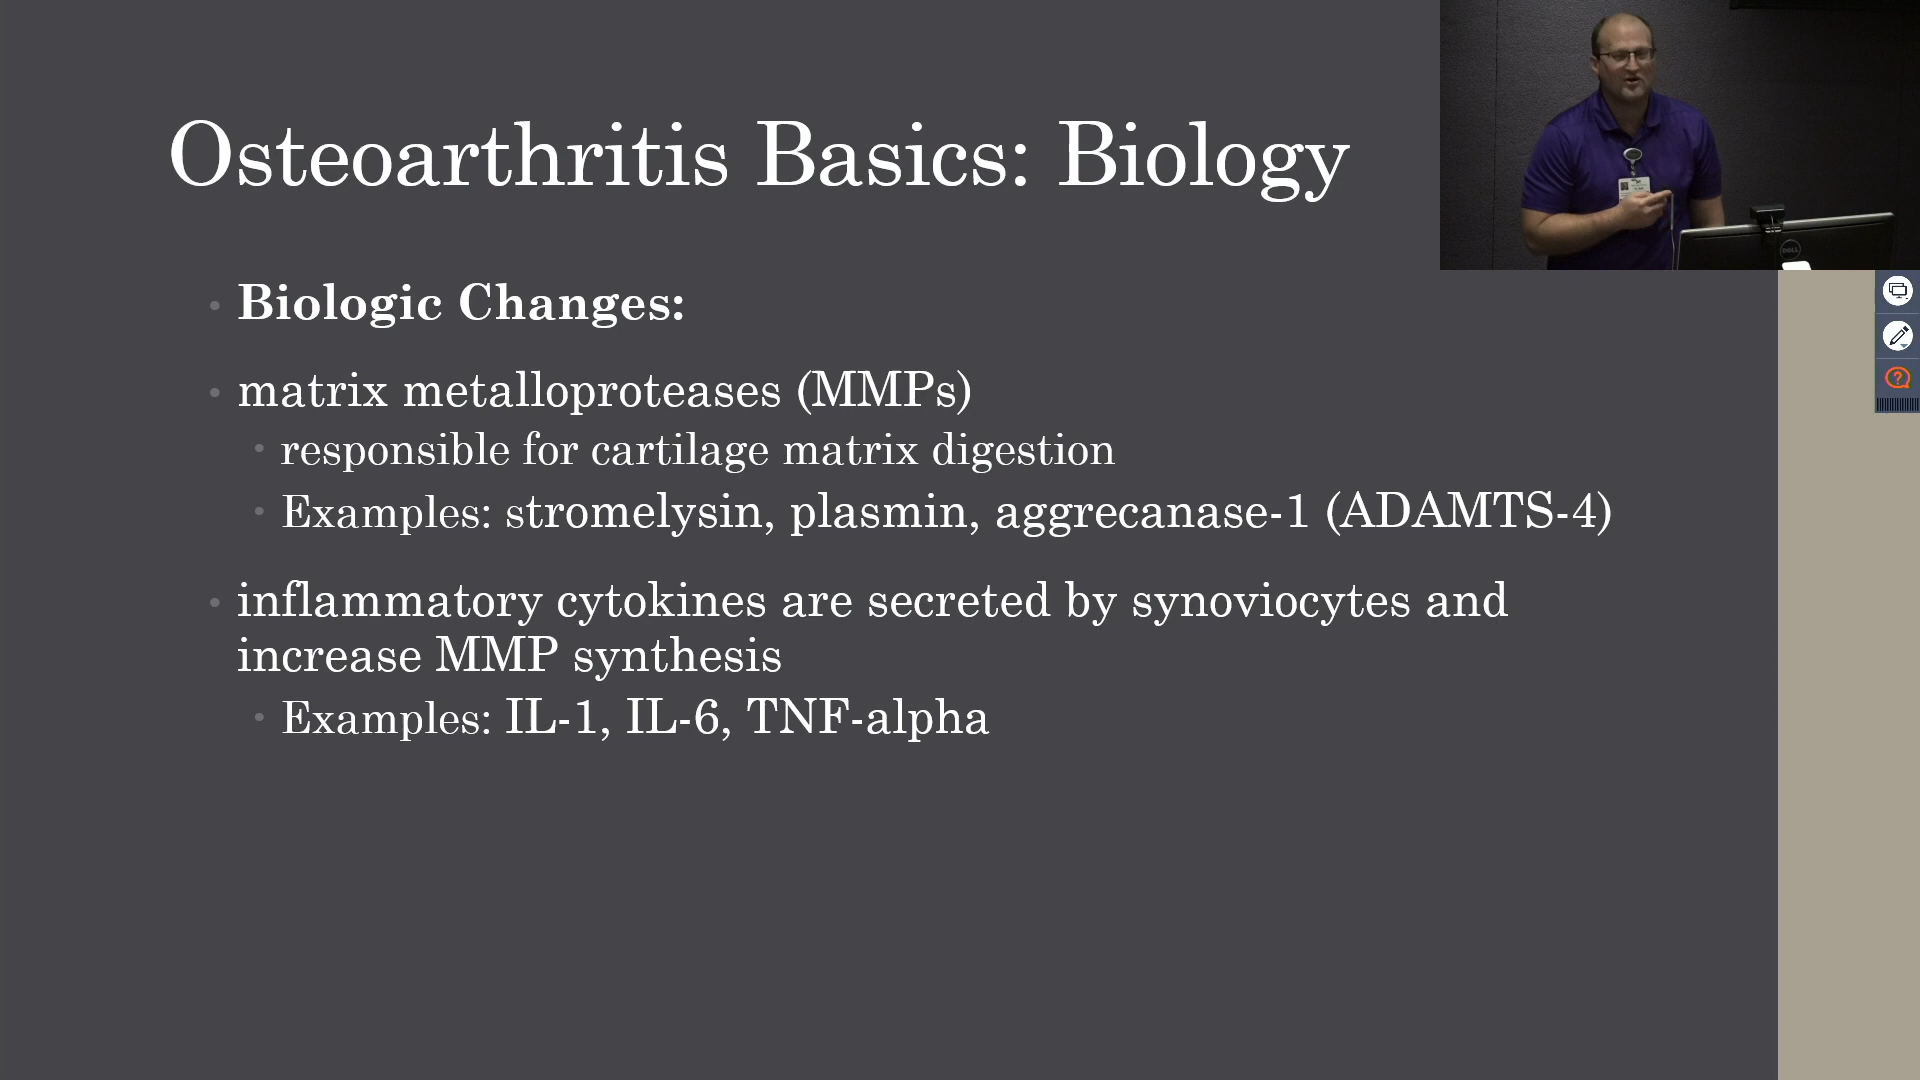 Osteoarthritis Basics: Biology
Biologic Changes:
matrix metalloproteases (MMPs)
responsible for cartilage matrix digestion
Examples: stromelysin, plasmin, aggrecanase-1 (ADAMTS-4)
inflammatory cytokines are secreted by synoviocytes and
increase MMP synthesis
Examples: IL-1, IL-6, TNF-alpha
DELL